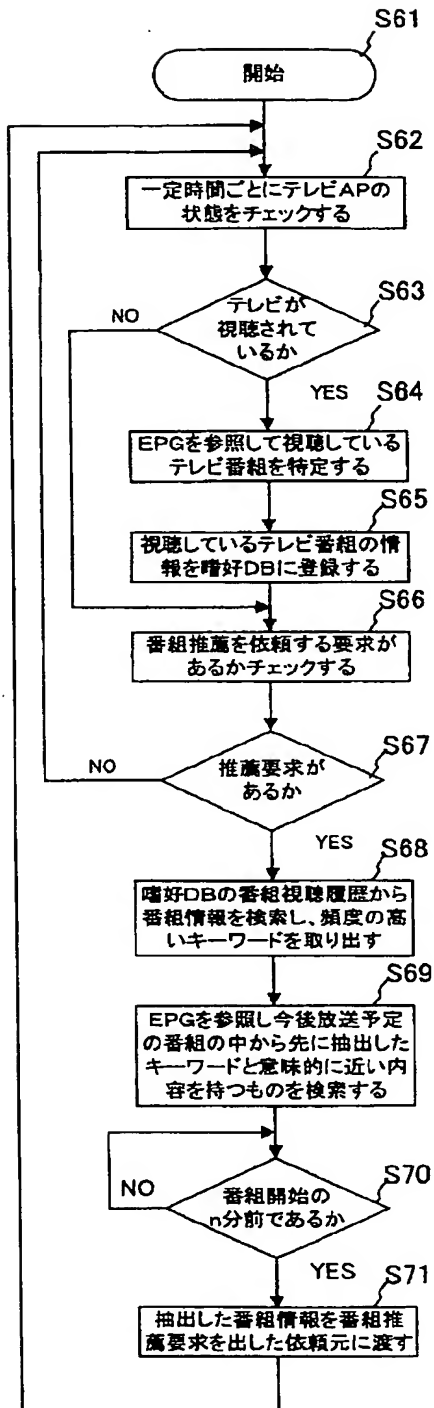 S61
開始
S62
一定時間ごとにテレビAPの
状態をチェックする
S63
テレビが
視聴されて
いるか
NO
YES
S64
EPGを参照して視聴している
テレビ番組を特定する
S65
視聴しているテレビ番組の情
報を嗜好DBに登録する
S66
番組推薦を依頼する要求が
あるかチェックする
S67
推薦要求が
あるか
NO
YES
S68
嗜好DBの番組視聴履歴から
番組情報を検索し、頻度の高
いキーワードを取り出す
S69
EPGを参照し今後放送予定
の番組の中から先に抽出した
キーワードと意味的に近い内
容を持つものを検索する
S70
番組開始の
n分前であるか
NO
YES
S71
抽出した番組情報を番組推
薦要求を出した依頼元に渡す